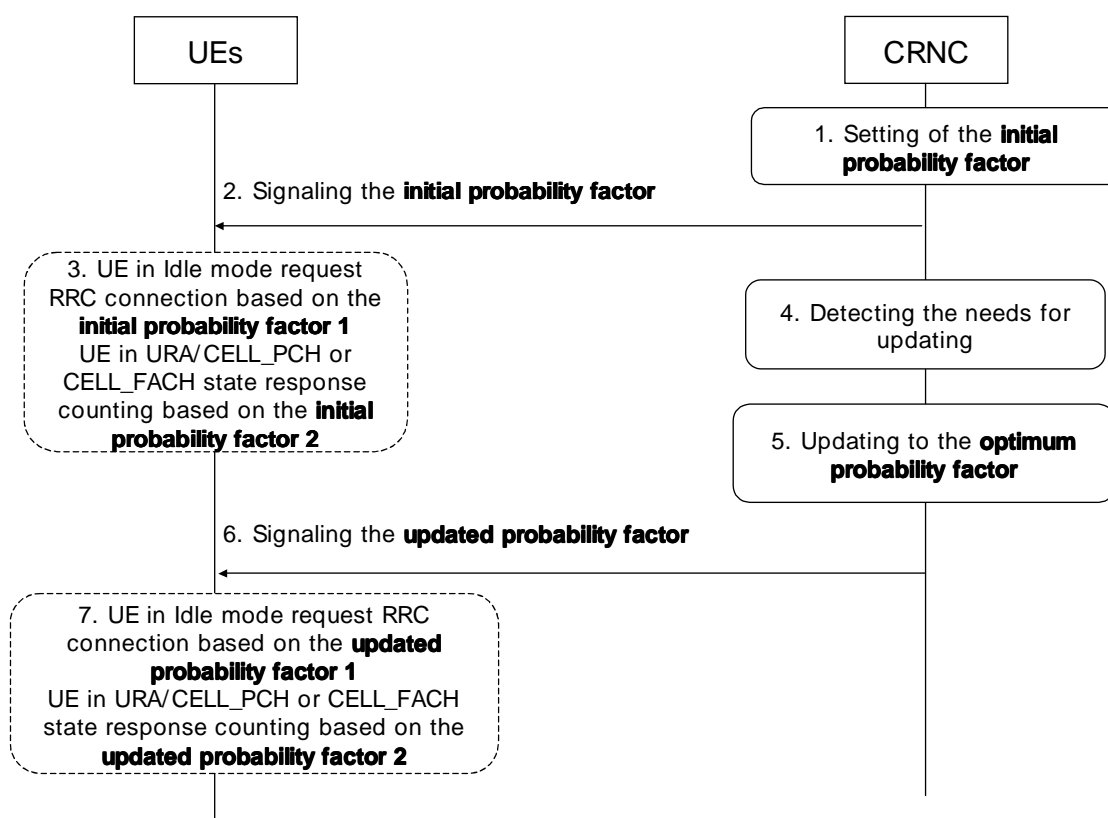 UEs
CRNC
1. Setting of the initial
probability factor
2. Signaling the initial probability factor
3. UE in Idle mode request
RRC connection based on the
initial probability factor 1
UE in URA/CELL_PCH or
CELL_FACH state response
counting based on the initial
probability factor 2
4. Detecting the needs for
updating
5. Updating to the optimum
probability factor
6. Signaling the updated probability factor
7. UE in Idle mode request RRC
connection based on the updated
probability factor 1
UE in URA/CELL_PCH or CELL_FACH
state response counting based on the
updated probability factor 2